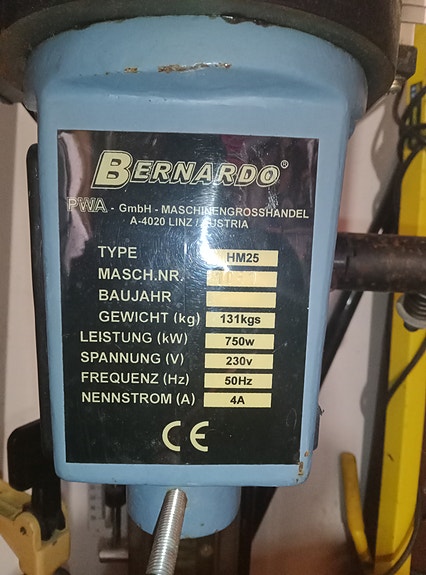 BERNARDO®
PWA - GmbH - MASCHINENGROSSHANDEL
A-4020 LINZ / AUSTRIA
TYPE HM25
MASCH.NR.
BAUJAHR
GEWICHT (kg) 131kgs
LEISTUNG (kW) 750w
SPANNUNG (V) 230v
FREQUENZ (Hz) 50Hz
NENNSTROM (A) 4A
CE